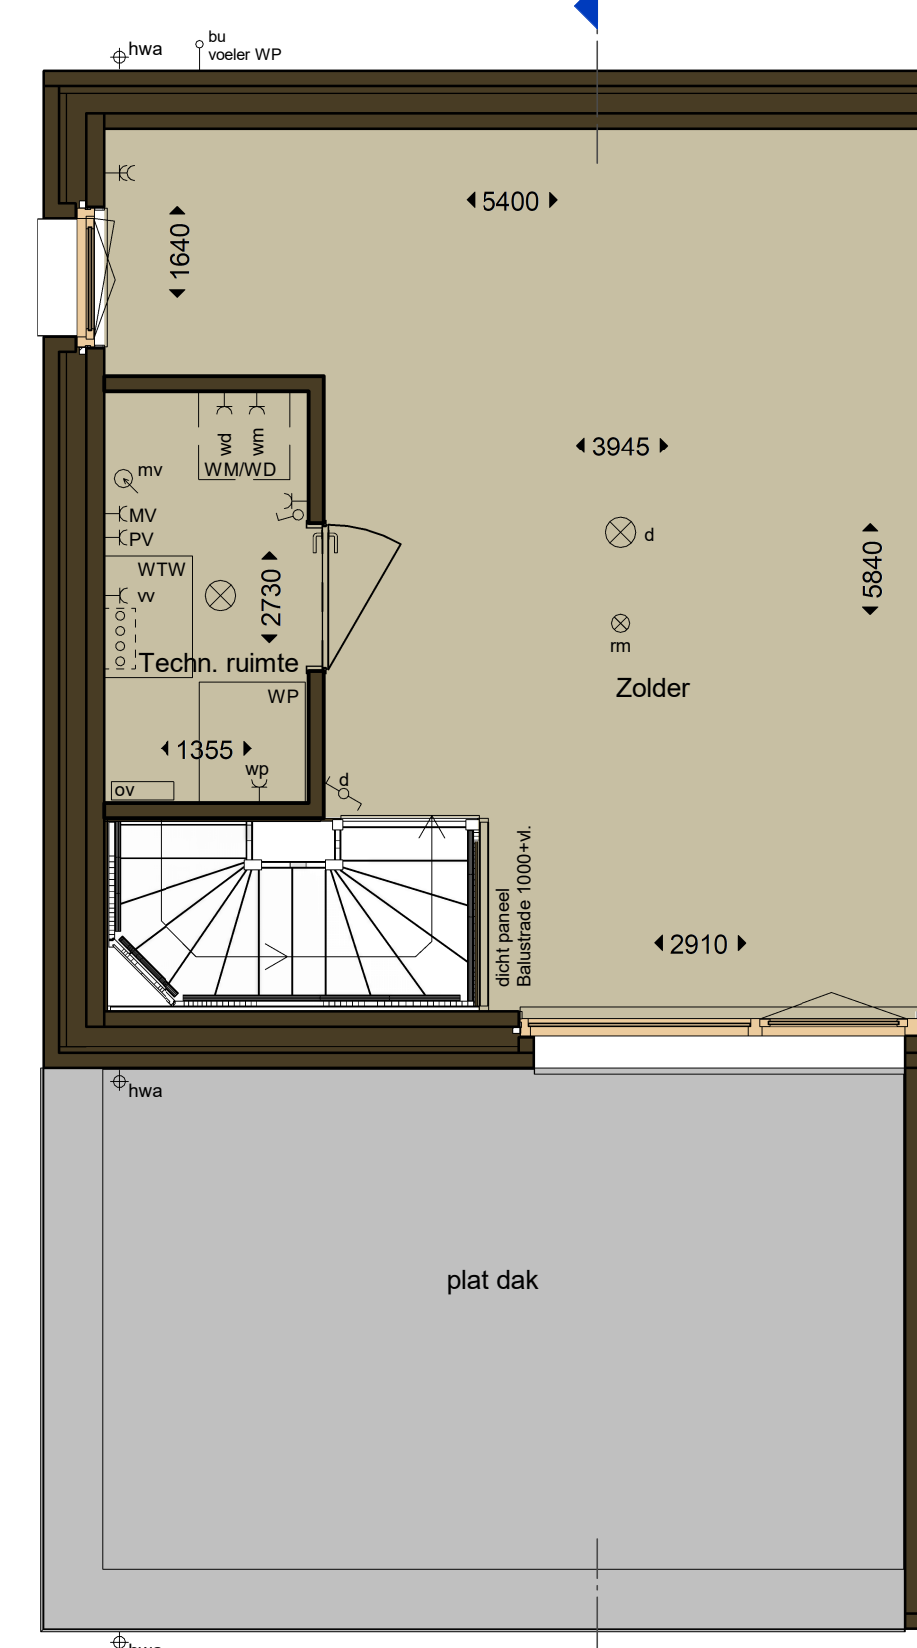 hwa
bu
voeler WP
5400
1640
3945
wd
wm
WM/WD
mv
MV
PV
WTW
vv
2730
d
5840
rm
Techn. ruimte
Zolder
WP
1355
wp
ov
d
dicht paneel
Balustrade 1000+vl.
2910
hwa
plat dak
hwa